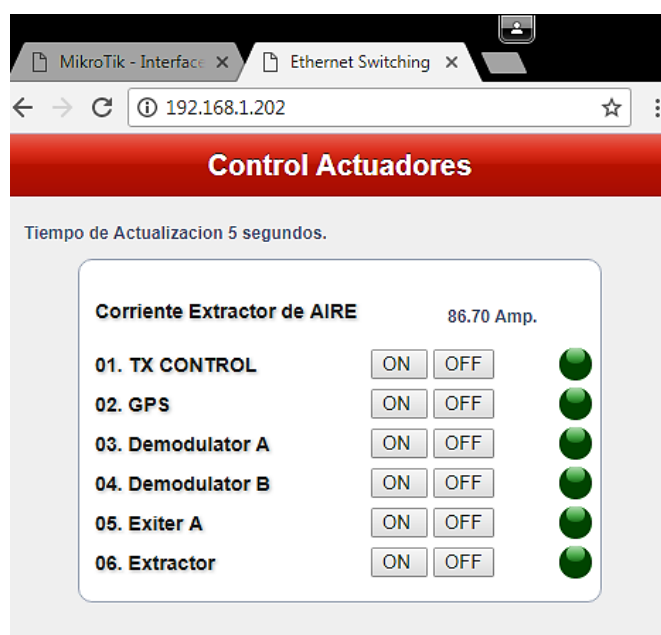 MikroTik - Interface
Ethernet Switching
192.168.1.202
Control Actuadores
Tiempo de Actualizacion 5 segundos.
Corriente Extractor de AIRE 86.70 Amp.
01. TX CONTROL ON OFF
02. GPS ON OFF
03. Demodulator A ON OFF
04. Demodulator B ON OFF
05. Exiter A ON OFF
06. Extractor ON OFF